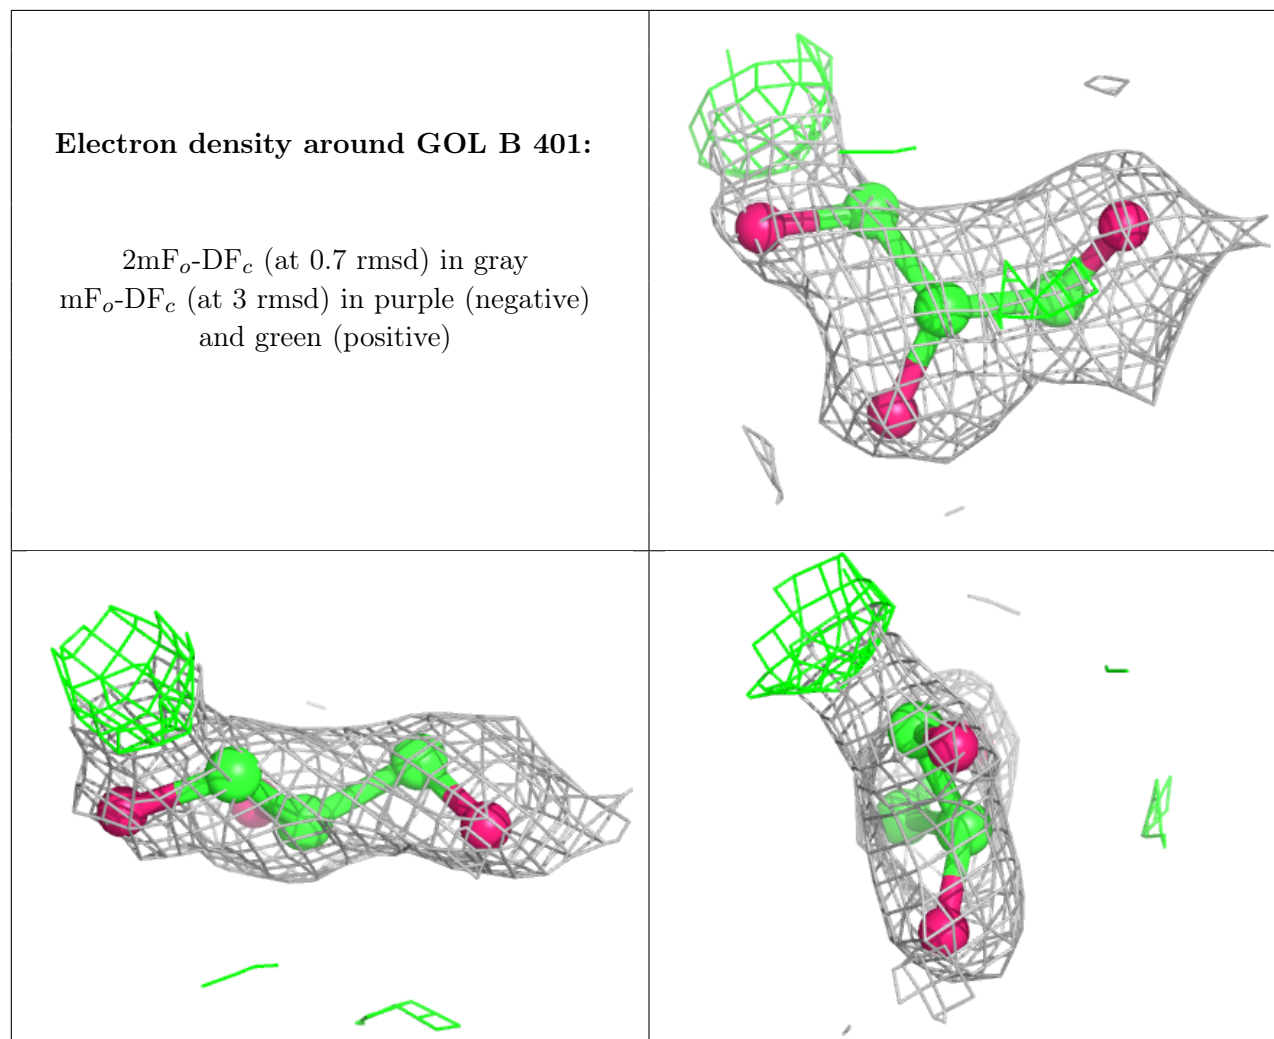 Electron density around GOL B 401:
2mFo-DFc (at 0.7 rmsd) in gray
mFo-DFc (at 3 rmsd) in purple (negative)
and green (positive)